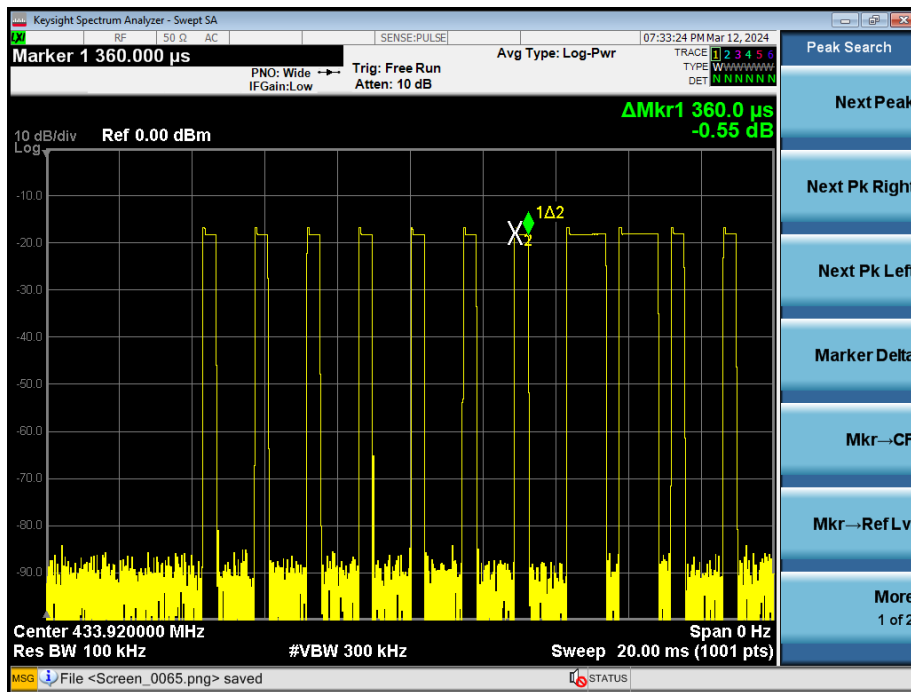 Keysight Spectrum Analyzer - Swept SA
LXI RF 50 Ω AC SENSE:PULSE 07:33:24 PM Mar 12, 2024
Marker 1 360.000 µs
PNO: Wide
IFGain:Low
Trig: Free Run
Atten: 10 dB
Avg Type: Log-Pwr
TRACE 1 2 3 4 5 6
TYPE WWWWWW
DET N N N N N N
Peak Search
Next Peak
Next Pk Right
Next Pk Left
Marker Delta
Mkr→CF
Mkr→Ref Lv
More
1 of 2
ΔMkr1 360.0 µs
-0.55 dB
10 dB/div Ref 0.00 dBm
Log
-10.0
-20.0
-30.0
-40.0
-50.0
-60.0
-70.0
-80.0
-90.0
1Δ2
X2
Center 433.920000 MHz Span 0 Hz
Res BW 100 kHz #VBW 300 kHz Sweep 20.00 ms (1001 pts)
MSG File <Screen_0065.png> saved STATUS